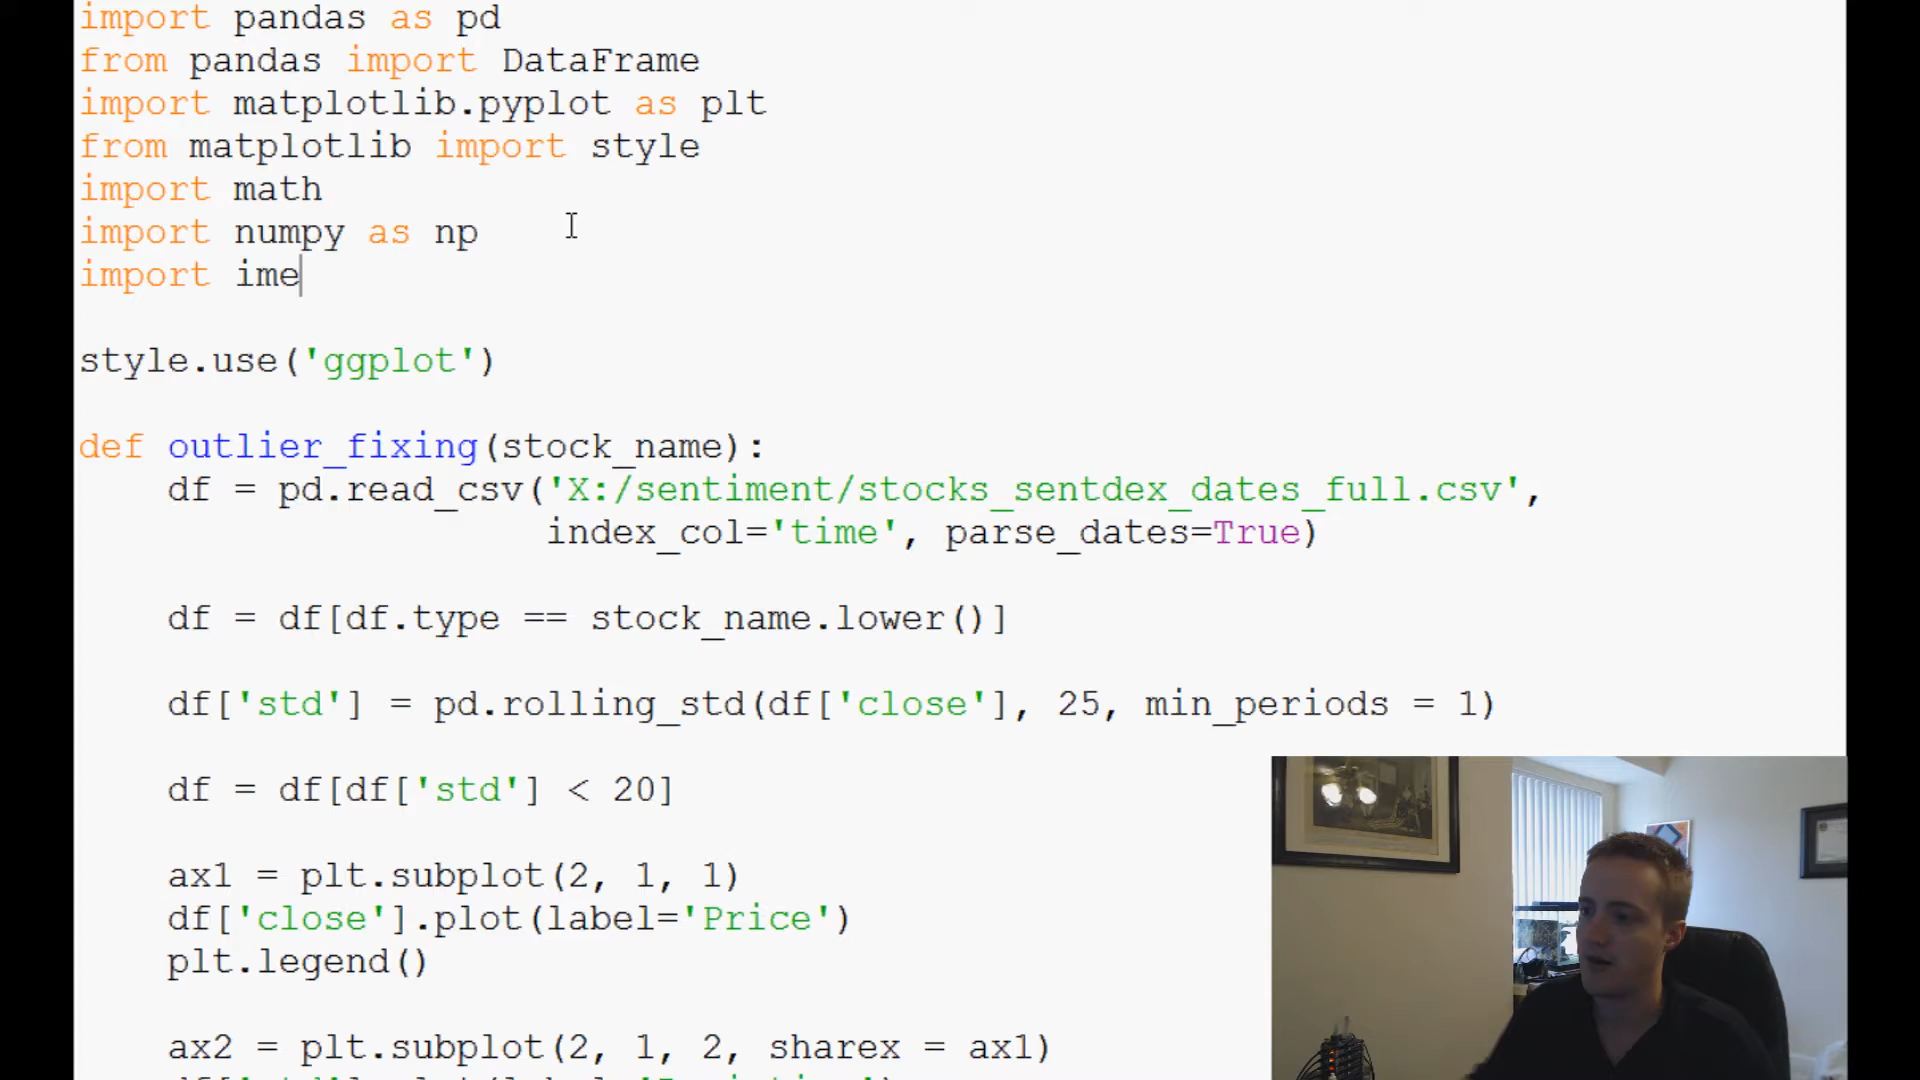 import pandas as pd
from pandas import DataFrame
import matplotlib.pyplot as plt
from matplotlib import style
import math
import numpy as np
import ime
style.use('ggplot')
def outlier_fixing(stock_name):
df = pd.read_csv('X:/sentiment/stocks_sentdex_dates_full.csv',
index_col='time', parse_dates=True)
df = df[df.type == stock_name.lower()]
df['std'] = pd.rolling_std(df['close'], 25, min_periods = 1)
df = df[df['std'] < 20]
ax1 = plt.subplot(2, 1, 1)
df['close'].plot(label='Price')
plt.legend()
ax2 = plt.subplot(2, 1, 2, sharex = ax1)